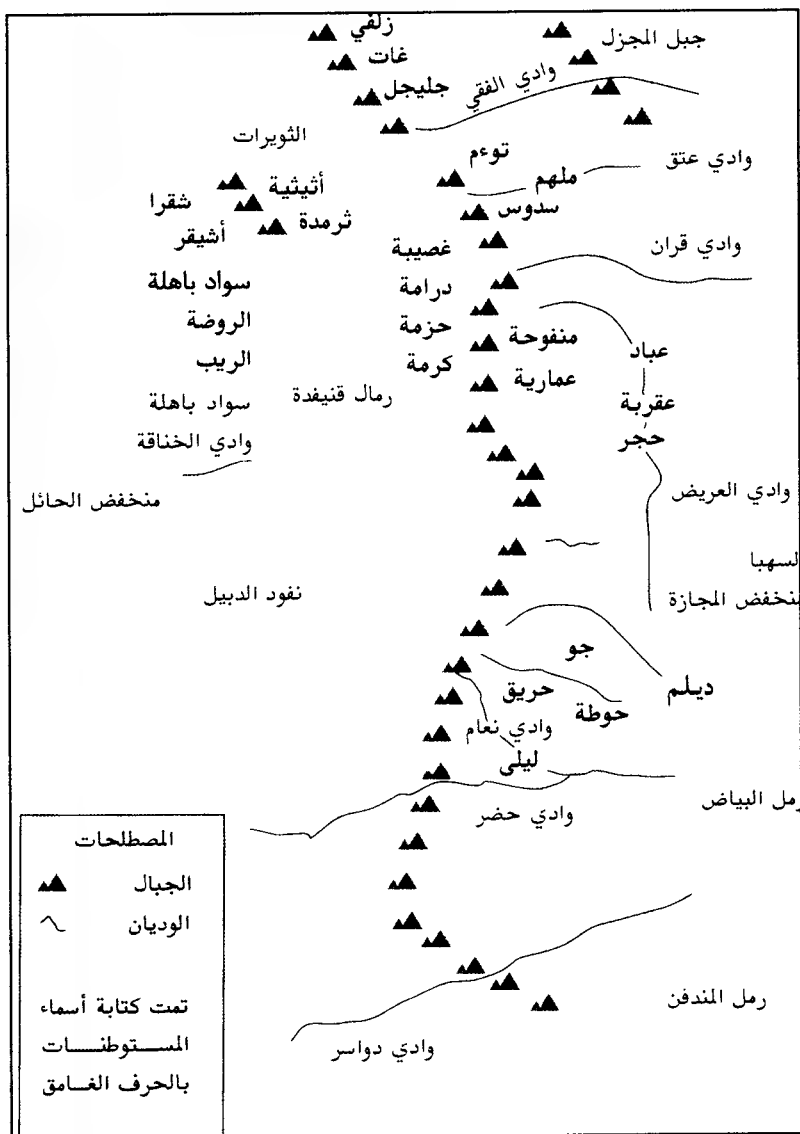 زلفي
جبل المجزل
غات
وادي الفقي
جليجل
الثويرات
توءم
وادي عتق
ملهم
أثيثية
شقرا
سدوس
ثرمدة
أشيقر
غصيبة
وادي قران
سواد باهلة
درامة
الروضة
حزمة
منفوحة
عباد
الريب
كرمة
عمارية
رمال قنيفدة
سواد باهلة
عقربة
حجر
وادي الخناقة
وادي العريض
منخفض الحائل
لسهبا
نخفض المجازة
نفود الدبيل
جو
ديلم
حريق
حوطة
وادي نعام
ليلى
رمل البياض
وادي حضر
رمل المندفن
وادي دواسر
المصطلحات
الجبال
الوديان
تمت كتابة أسماء
المستوطنات
بالحرف الغامق